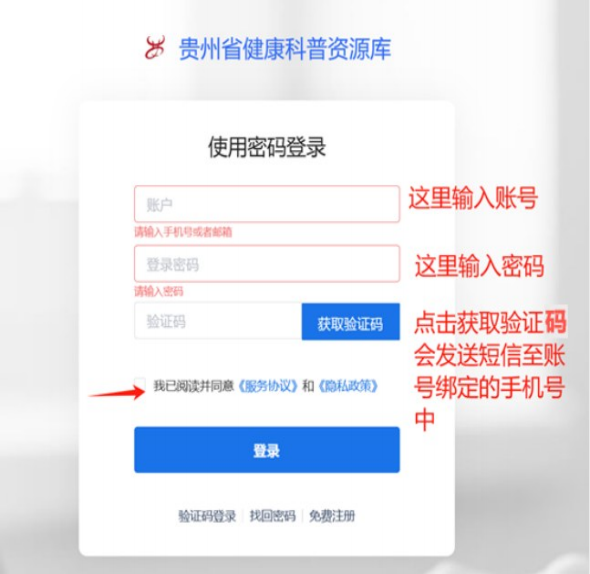 贵州省健康科普资源库
使用密码登录
账户
这里输入账号
请输入手机号或者邮箱
登录密码
这里输入密码
请输入密码
验证码
获取验证码
点击获取验证码
会发送短信至账
号绑定的手机号
中
我已阅读并同意《服务协议》和《隐私政策》
登录
验证码登录 找回密码 免费注册